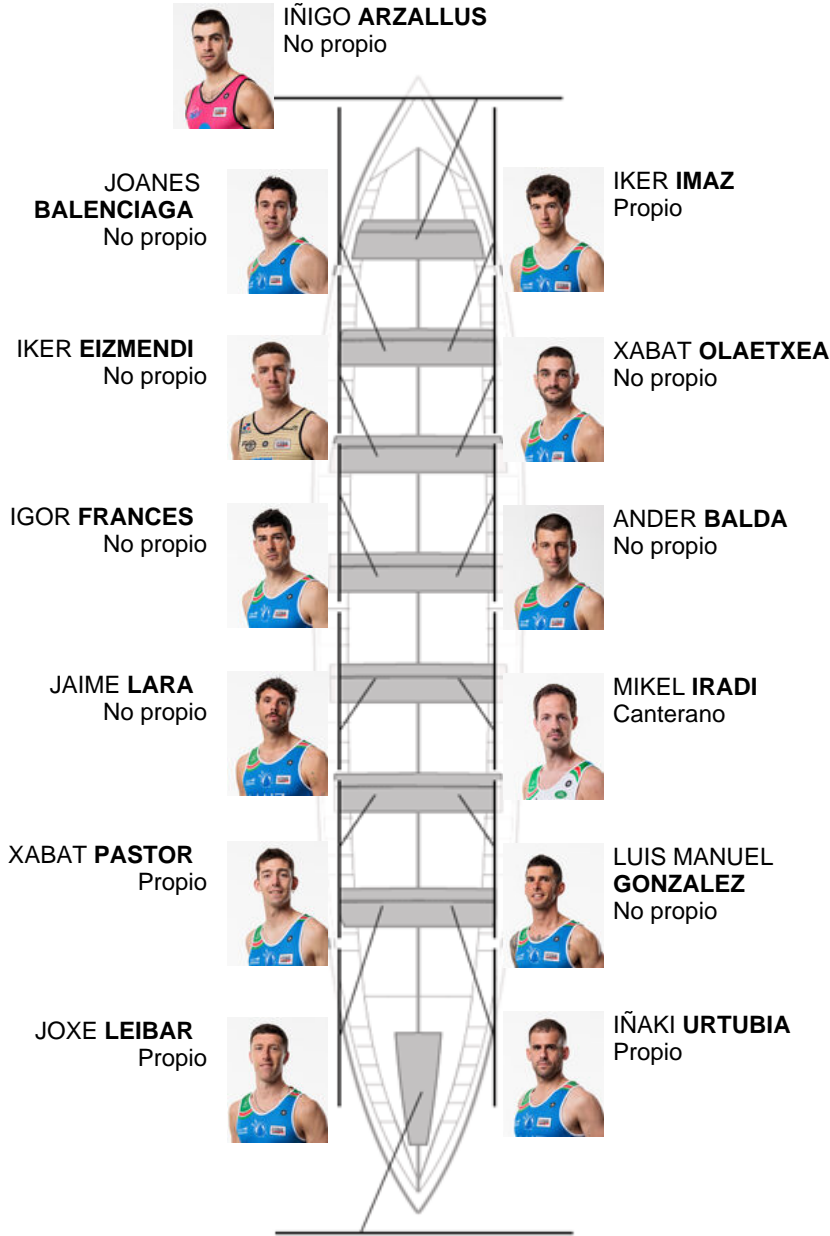 IÑIGO ARZALLUS
No propio
JOANES
BALENCIAGA
No propio
IKER IMAZ
Propio
IKER EIZMENDI
No propio
XABAT OLAETXEA
No propio
IGOR FRANCES
No propio
ANDER BALDA
No propio
JAIME LARA
No propio
MIKEL IRADI
Canterano
XABAT PASTOR
Propio
LUIS MANUEL
GONZALEZ
No propio
JOXE LEIBAR
Propio
IÑAKI URTUBIA
Propio